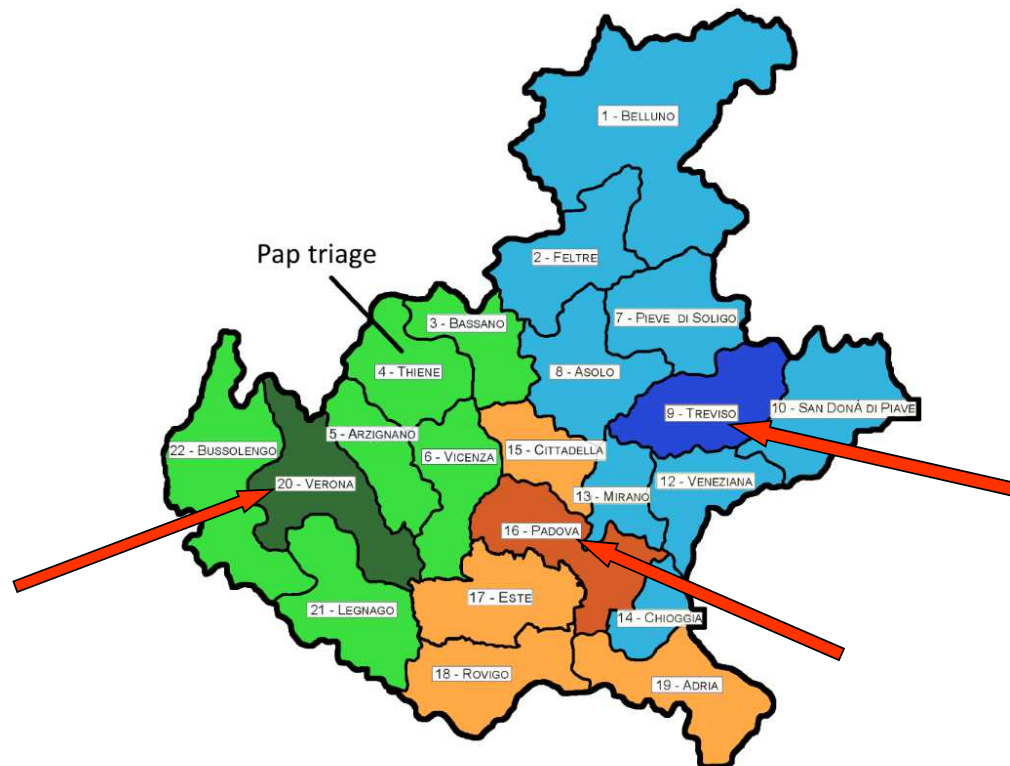 1 - BELLUNO
2 - FELTRE
Pap triage
3 - BASSANO
7 - PIEVE DI SOLIGO
4 - THIENE
8 - ASOLO
9 - TREVISO
10 - SAN DONÁ DI PIAVE
5 - ARZIGNANO
22 - BUSSOLENGO
6 - VICENZA
15 - CITTADELLA
12 - VENEZIANA
20 - VERONA
13 - MIRANO
16 - PADOVA
17 - ESTE
21 - LEGNAGO
14 - CHIOGGIA
18 - ROVIGO
19 - ADRIA